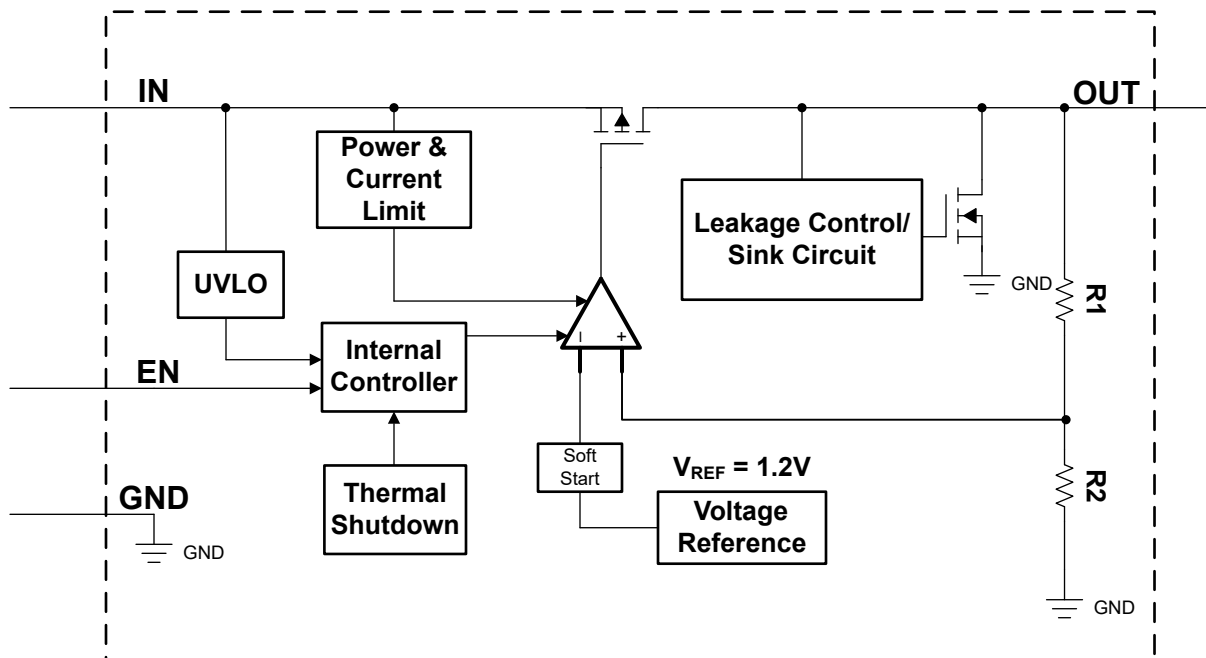 IN
OUT
Power &
Current
Limit
Leakage Control/
Sink Circuit
UVLO
GND
R1
Internal
Controller
EN
− +
Soft
Start
V_REF = 1.2V
R2
GND
Thermal
Shutdown
Voltage
Reference
GND
GND